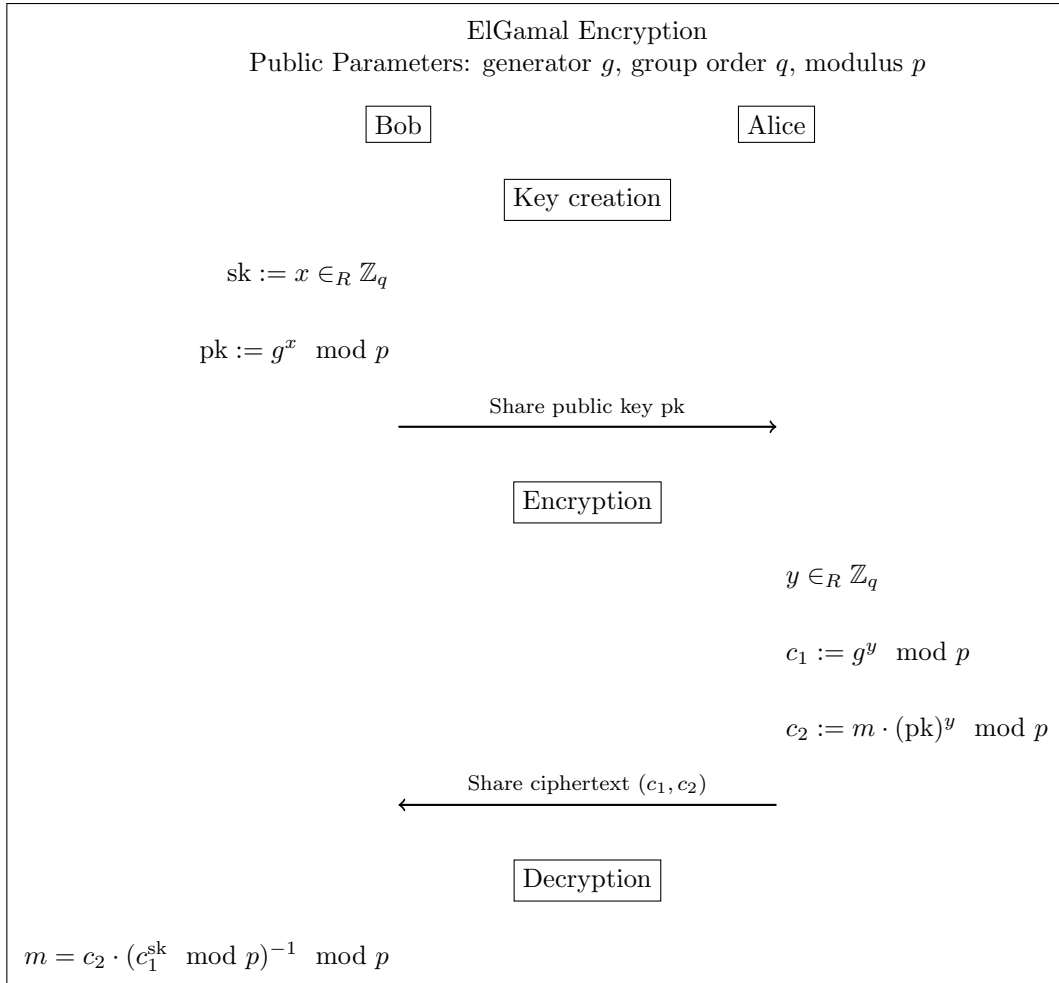 ElGamal Encryption
Public Parameters: generator g, group order q, modulus p
Bob
Alice
Key creation
sk := x ∈_R ℤ_q
pk := g^x mod p
Share public key pk
Encryption
y ∈_R ℤ_q
c_1 := g^y mod p
c_2 := m · (pk)^y mod p
Share ciphertext (c_1, c_2)
Decryption
m = c_2 · (c_1^sk mod p)^−1 mod p